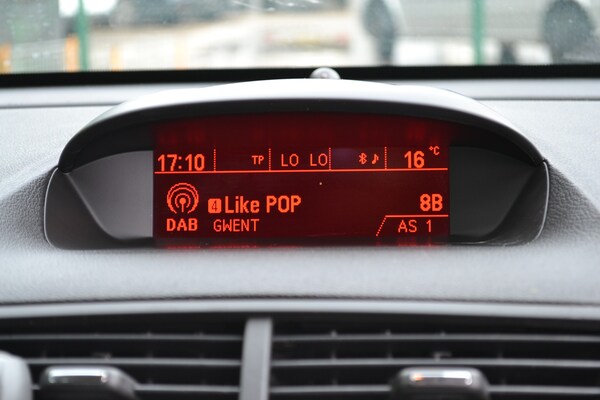 17:10 TP LO LO 16 °C
4 Like POP 8B
DAB GWENT AS 1